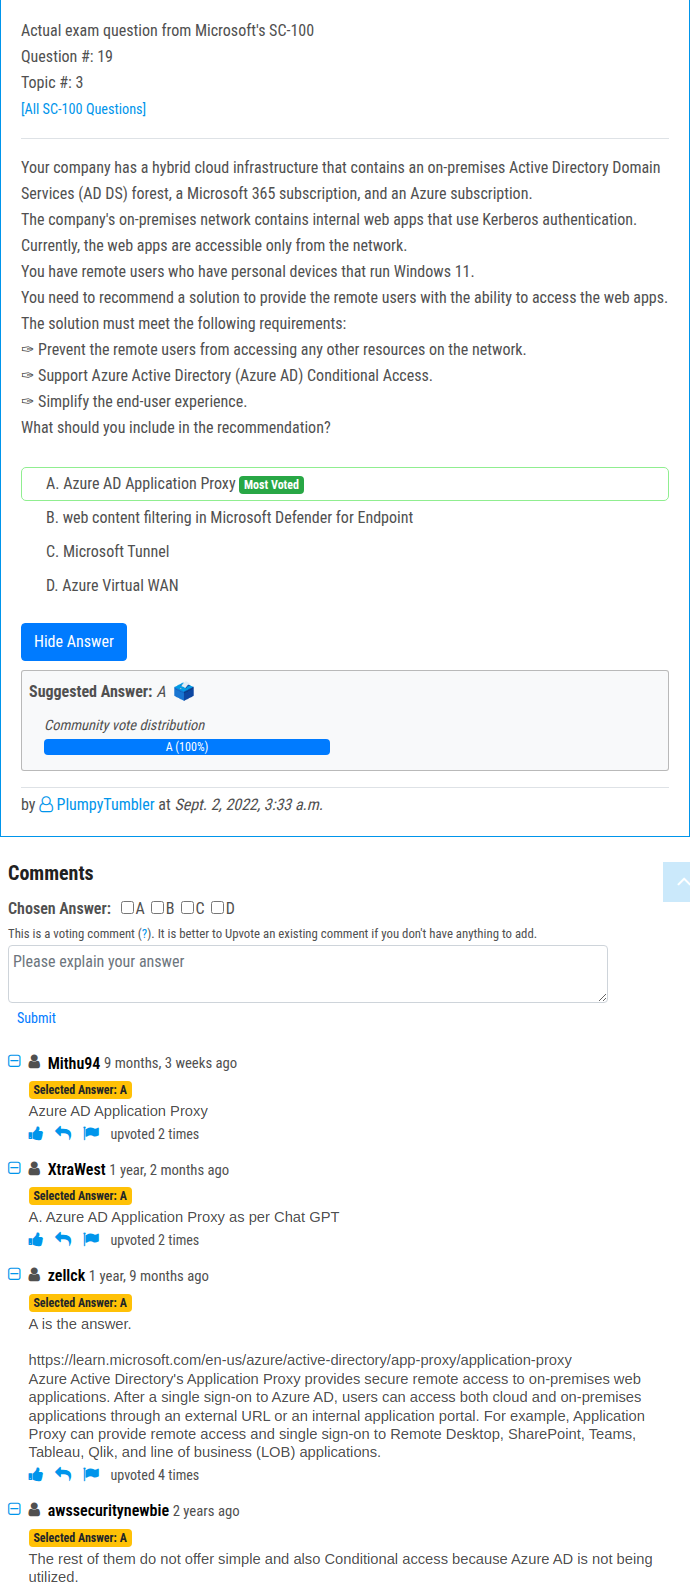 Actual exam question from Microsoft's SC-100
Question #: 19
Topic #: 3
[All SC-100 Questions]
Your company has a hybrid cloud infrastructure that contains an on-premises Active Directory Domain
Services (AD DS) forest, a Microsoft 365 subscription, and an Azure subscription.
The company's on-premises network contains internal web apps that use Kerberos authentication.
Currently, the web apps are accessible only from the network.
You have remote users who have personal devices that run Windows 11.
You need to recommend a solution to provide the remote users with the ability to access the web apps.
The solution must meet the following requirements:
✑ Prevent the remote users from accessing any other resources on the network.
✑ Support Azure Active Directory (Azure AD) Conditional Access.
✑ Simplify the end-user experience.
What should you include in the recommendation?
A. Azure AD Application Proxy Most Voted
B. web content filtering in Microsoft Defender for Endpoint
C. Microsoft Tunnel
D. Azure Virtual WAN
Hide Answer
Suggested Answer: A
Community vote distribution
A (100%)
by PlumpyTumbler at Sept. 2, 2022, 3:33 a.m.
Comments
Chosen Answer: A B C D
This is a voting comment (?). It is better to Upvote an existing comment if you don't have anything to add.
Please explain your answer
Submit
Mithu94 9 months, 3 weeks ago
Selected Answer: A
Azure AD Application Proxy
upvoted 2 times
XtraWest 1 year, 2 months ago
Selected Answer: A
A. Azure AD Application Proxy as per Chat GPT
upvoted 2 times
zellck 1 year, 9 months ago
Selected Answer: A
A is the answer.
https://learn.microsoft.com/en-us/azure/active-directory/app-proxy/application-proxy
Azure Active Directory's Application Proxy provides secure remote access to on-premises web
applications. After a single sign-on to Azure AD, users can access both cloud and on-premises
applications through an external URL or an internal application portal. For example, Application
Proxy can provide remote access and single sign-on to Remote Desktop, SharePoint, Teams,
Tableau, Qlik, and line of business (LOB) applications.
upvoted 4 times
awssecuritynewbie 2 years ago
Selected Answer: A
The rest of them do not offer simple and also Conditional access because Azure AD is not being
utilized.